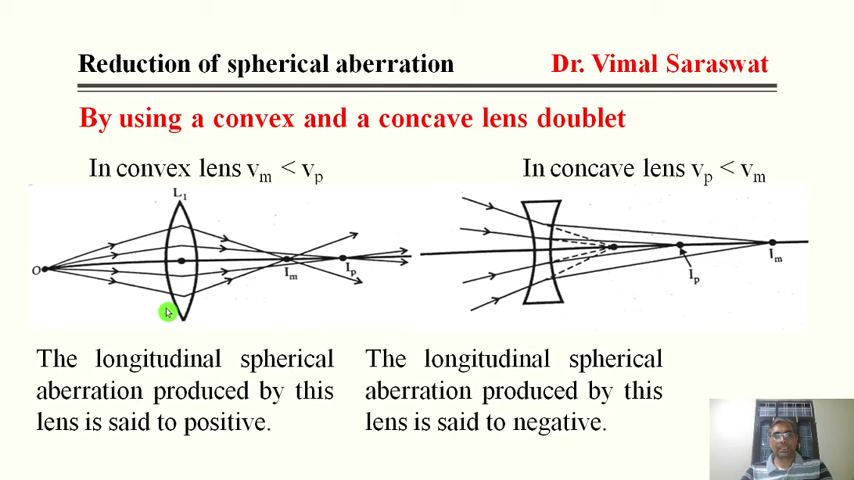 Reduction of spherical aberration
Dr. Vimal Saraswat
By using a convex and a concave lens doublet
In convex lens vm < vp
In concave lens vp < vm
L1
O
Im
Ip
Ip
Im
The longitudinal spherical
aberration produced by this
lens is said to positive.
The longitudinal spherical
aberration produced by this
lens is said to negative.